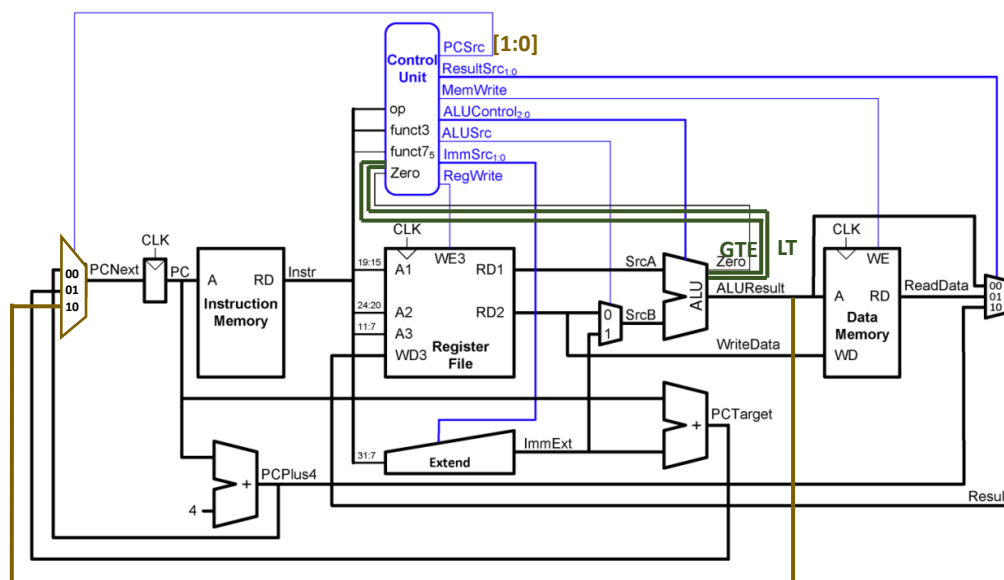 PCSrc [1:0]
Control
Unit
ResultSrc1:0
MemWrite
op
ALUControl2:0
funct3
ALUSrc
funct75
ImmSrc1:0
Zero
RegWrite
GTE
LT
CLK
CLK
CLK
00
01
10
PCNext
PC
A
RD
Instr
Instruction
Memory
19:15
A1
WE3
RD1
24:20
A2
RD2
11:7
A3
WD3
Register
File
SrcA
0
1
SrcB
ALU
Zero
ALUResult
WriteData
WE
A
RD
Data
Memory
WD
ReadData
00
01
10
PCTarget
+
31:7
Extend
ImmExt
PCPlus4
+
4
Result